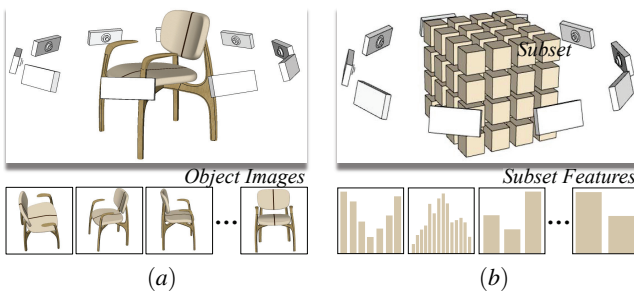 Subset
Object Images
Subset Features
(a)
(b)